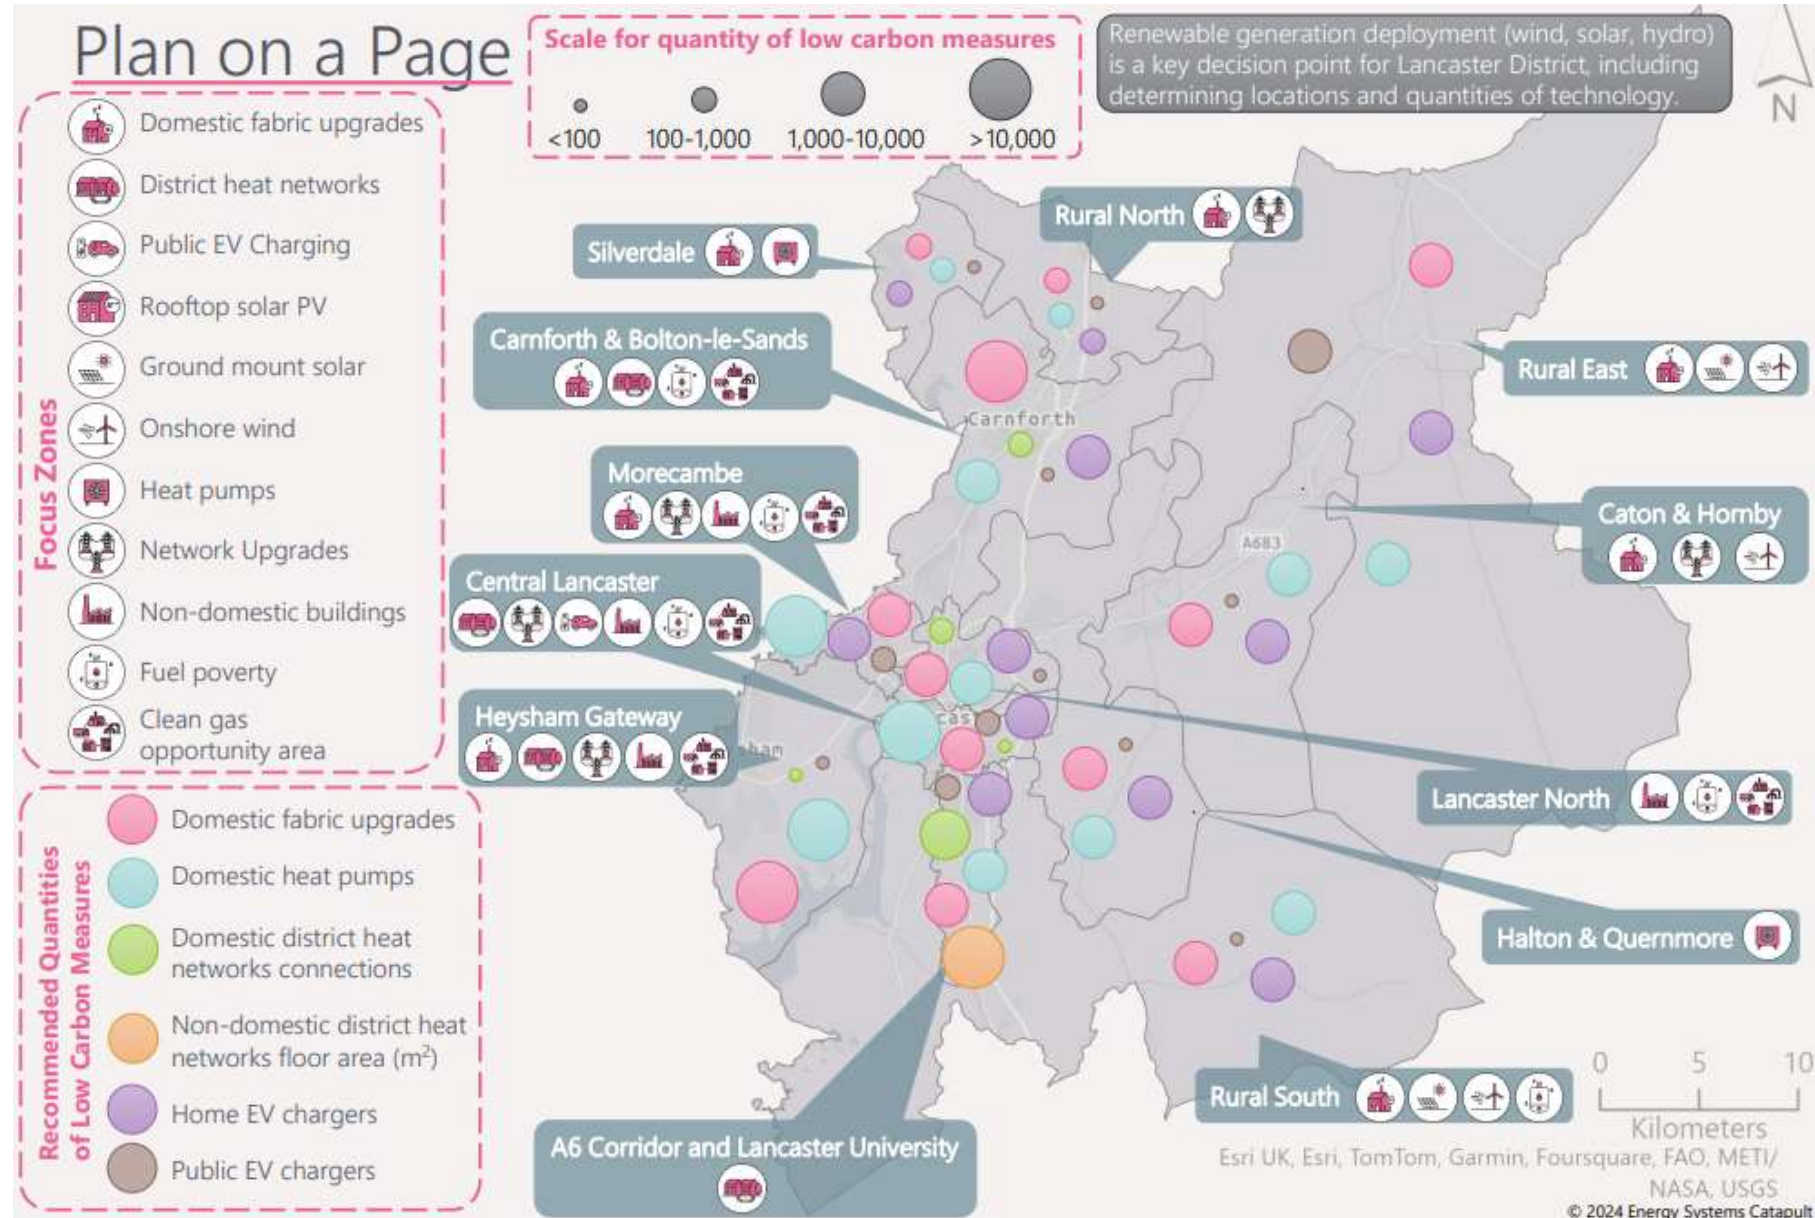 Plan on a Page
Scale for quantity of low carbon measures
<100
100-1,000
1,000-10,000
>10,000
Renewable generation deployment (wind, solar, hydro)
is a key decision point for Lancaster District, including
determining locations and quantities of technology.
N
Focus Zones
Domestic fabric upgrades
District heat networks
Public EV Charging
Rooftop solar PV
Ground mount solar
Onshore wind
Heat pumps
Network Upgrades
Non-domestic buildings
Fuel poverty
Clean gas
opportunity area
Recommended Quantities
of Low Carbon Measures
Domestic fabric upgrades
Domestic heat pumps
Domestic district heat
networks connections
Non-domestic district heat
networks floor area (m²)
Home EV chargers
Public EV chargers
Rural North
Silverdale
Carnforth & Bolton-le-Sands
Rural East
Carnforth
Morecambe
Caton & Hornby
A683
Central Lancaster
Heysham Gateway
cas
sham
Lancaster North
Halton & Quernmore
Rural South
A6 Corridor and Lancaster University
0 5 10
Kilometers
Esri UK, Esri, TomTom, Garmin, Foursquare, FAO, METI/
NASA, USGS
© 2024 Energy Systems Catapult